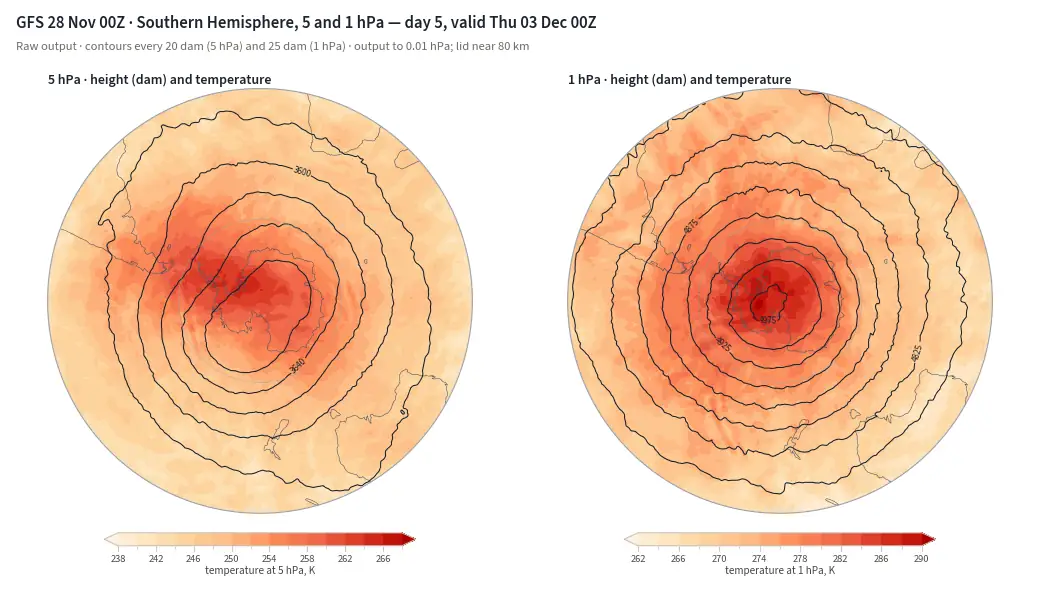 GFS 28 Nov 00Z · Southern Hemisphere, 5 and 1 hPa — day 5, valid Thu 03 Dec 00Z
Raw output · contours every 20 dam (5 hPa) and 25 dam (1 hPa) · output to 0.01 hPa; lid near 80 km
5 hPa · height (dam) and temperature
1 hPa · height (dam) and temperature
3600
3640
4875
4925
4825
238 242 246 250 254 258 262 266
temperature at 5 hPa, K
262 266 270 274 278 282 286 290
temperature at 1 hPa, K